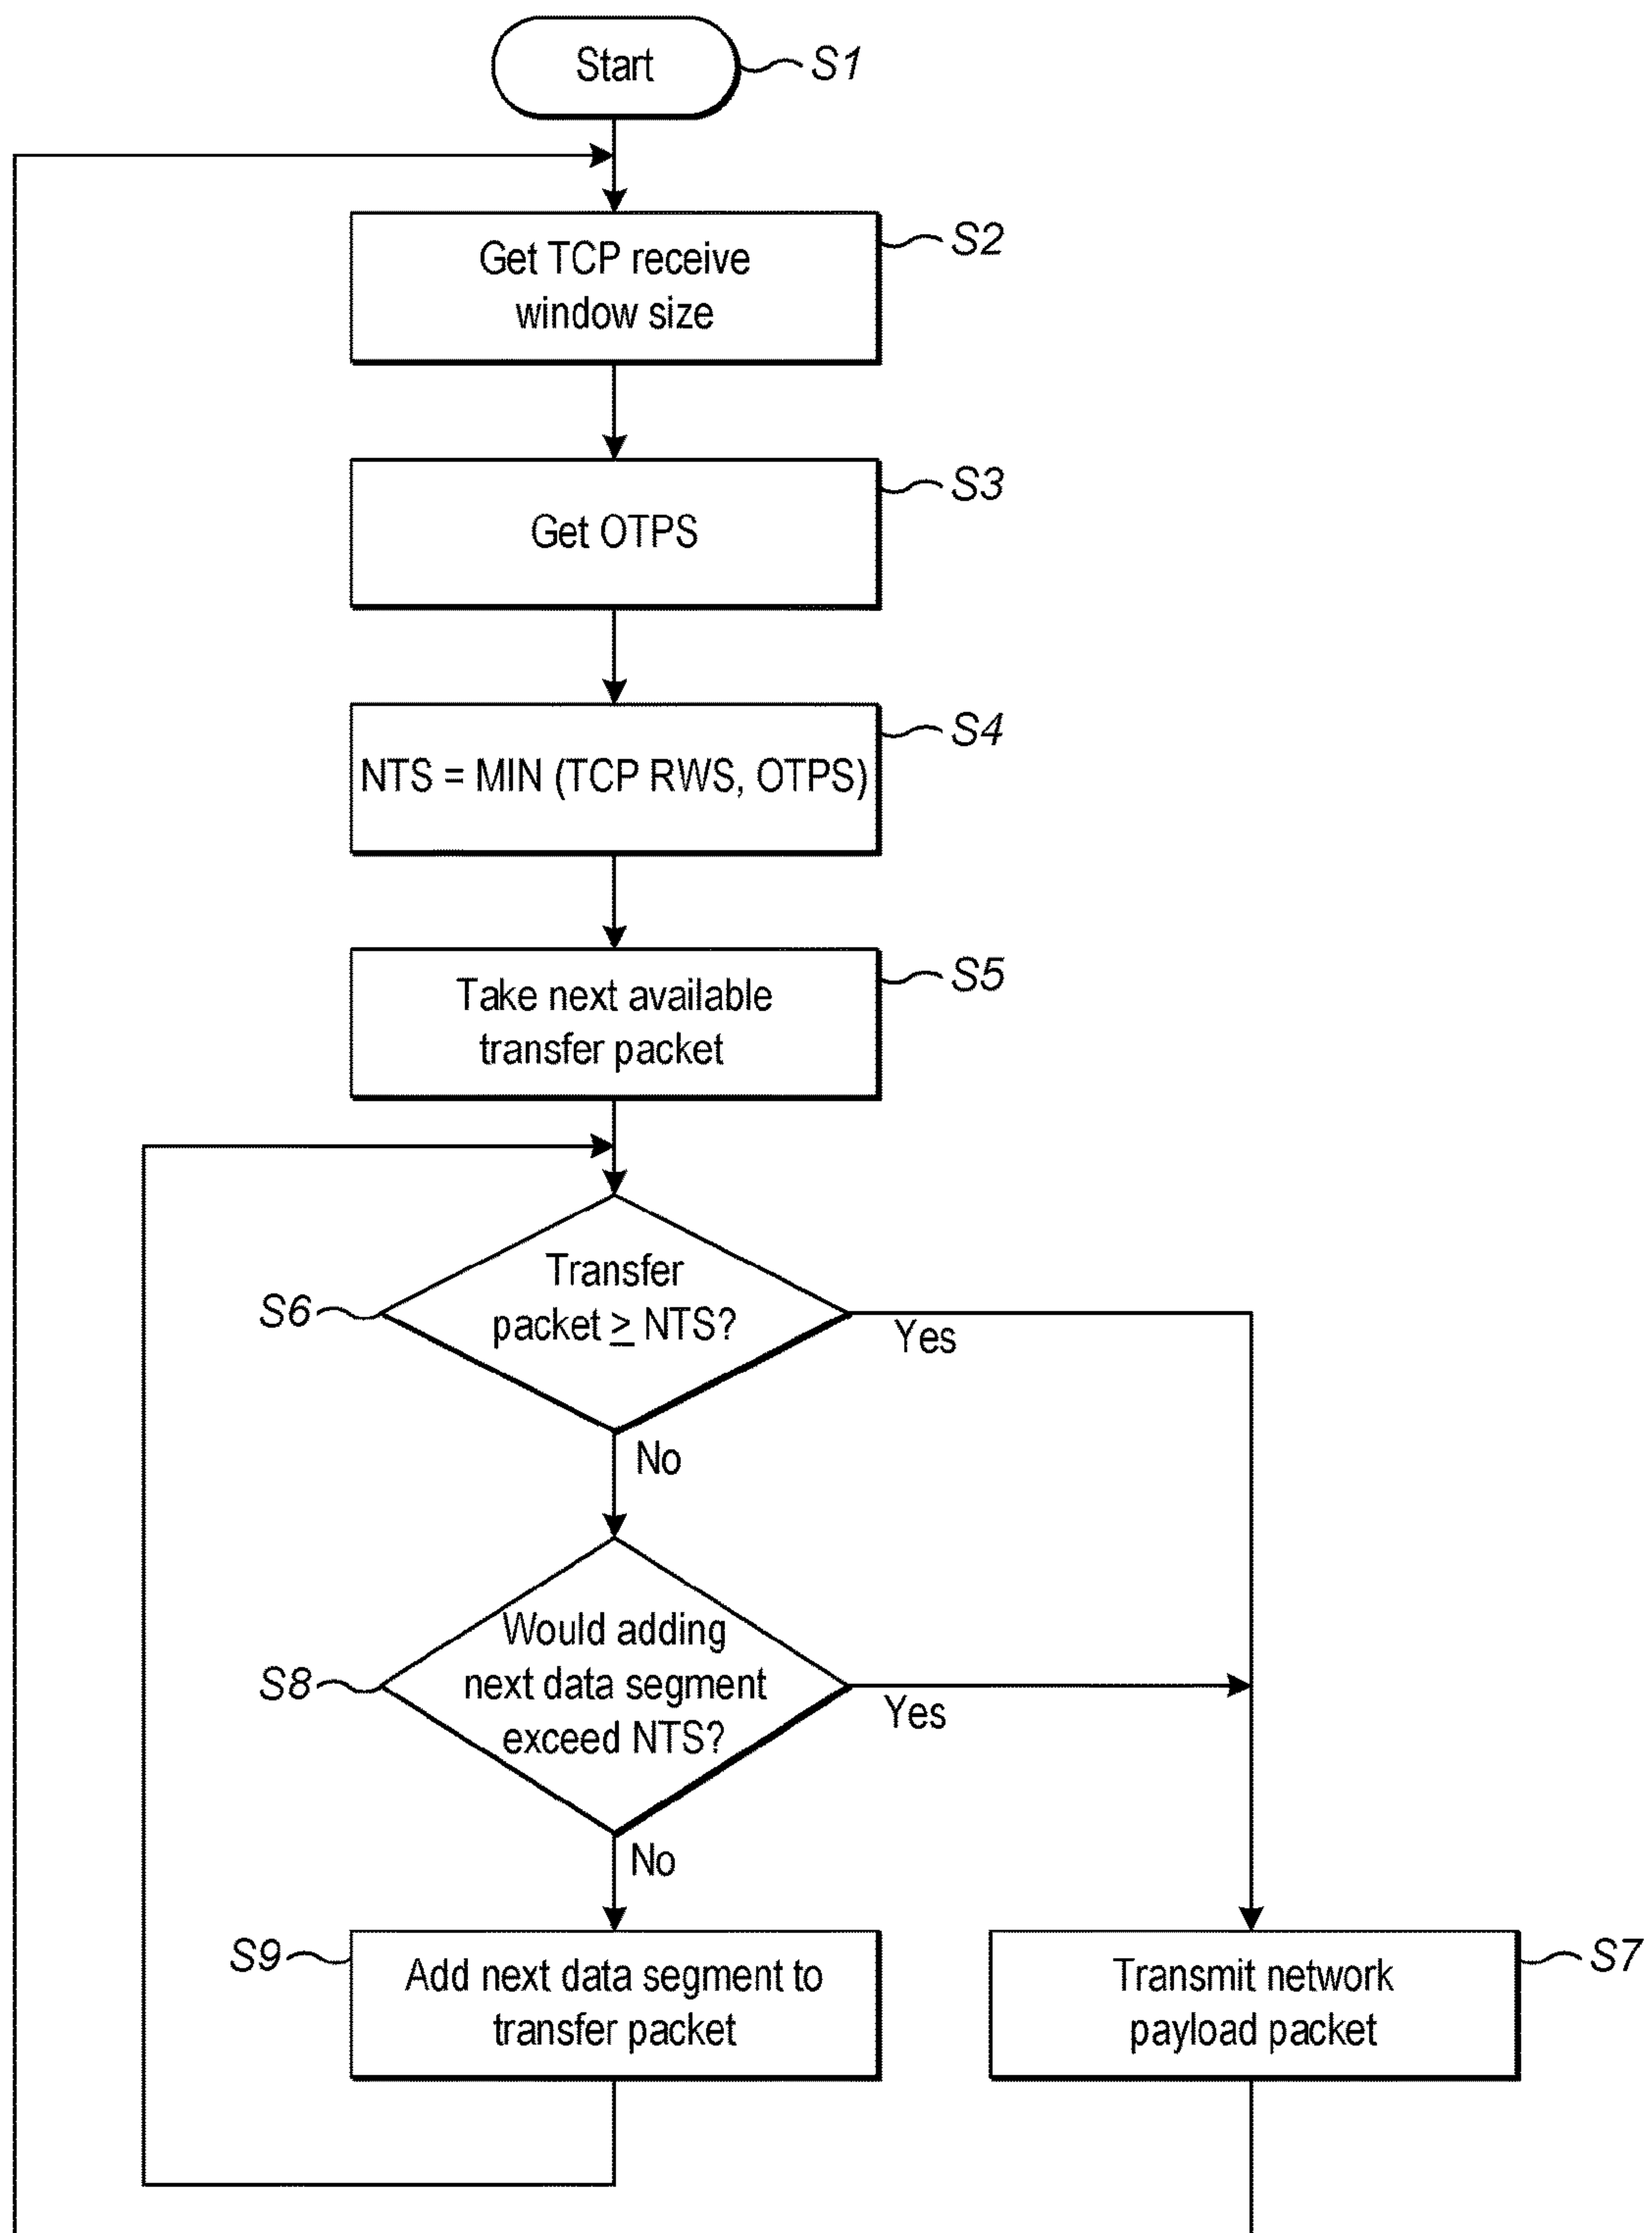 Start
S1
Get TCP receive
window size
S2
Get OTPS
S3
NTS = MIN (TCP RWS, OTPS)
S4
Take next available
transfer packet
S5
Transfer
packet ≥ NTS?
S6
Yes
No
Would adding
next data segment
exceed NTS?
S8
Yes
No
S9
Add next data segment to
transfer packet
Transmit network
payload packet
S7